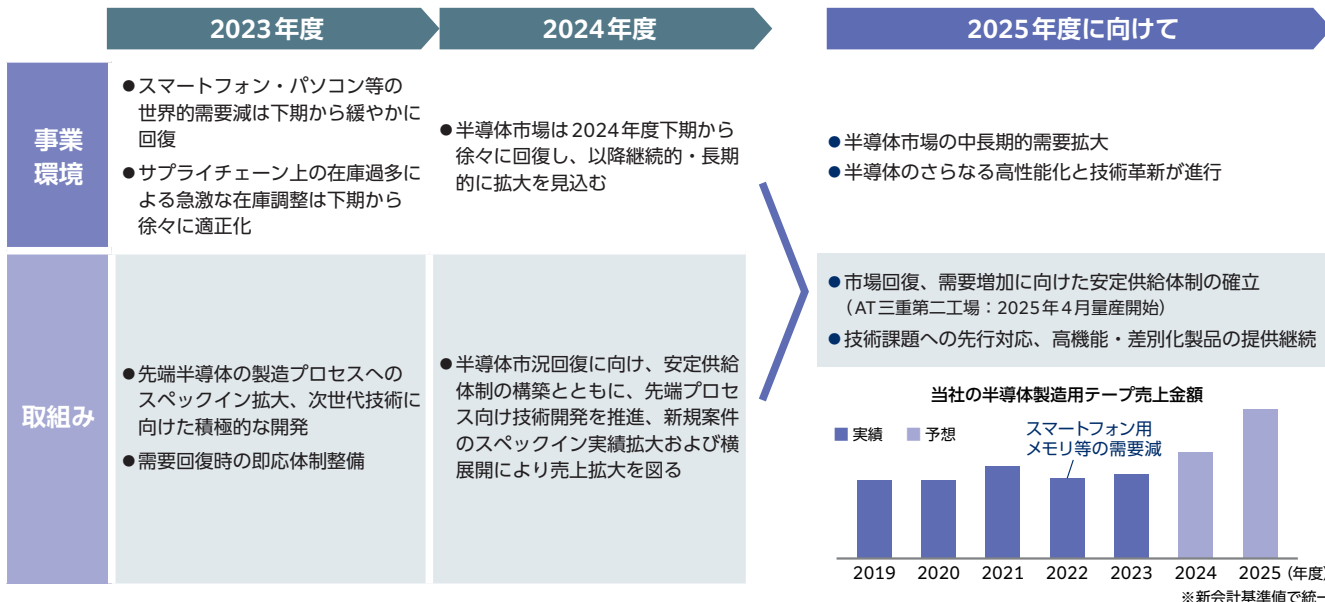 2023年度
2024年度
2025年度に向けて
事業
環境
●スマートフォン・パソコン等の
世界的需要減は下期から緩やかに
回復
●サプライチェーン上の在庫過多に
よる急激な在庫調整は下期から
徐々に適正化
●半導体市場は2024年度下期から
徐々に回復し、以降継続的・長期
的に拡大を見込む
●半導体市場の中長期的需要拡大
●半導体のさらなる高性能化と技術革新が進行
取組み
●先端半導体の製造プロセスへの
スペックイン拡大、次世代技術に
向けた積極的な開発
●需要回復時の即応体制整備
●半導体市況回復に向け、安定供給
体制の構築とともに、先端プロセ
ス向け技術開発を推進、新規案件
のスペックイン実績拡大および横
展開により売上拡大を図る
●市場回復、需要増加に向けた安定供給体制の確立
（AT三重第二工場：2025年4月量産開始）
●技術課題への先行対応、高機能・差別化製品の提供継続
当社の半導体製造用テープ売上金額
実績 予想
スマートフォン用
メモリ等の需要減
2019 2020 2021 2022 2023 2024 2025 (年度)
※新会計基準値で統一